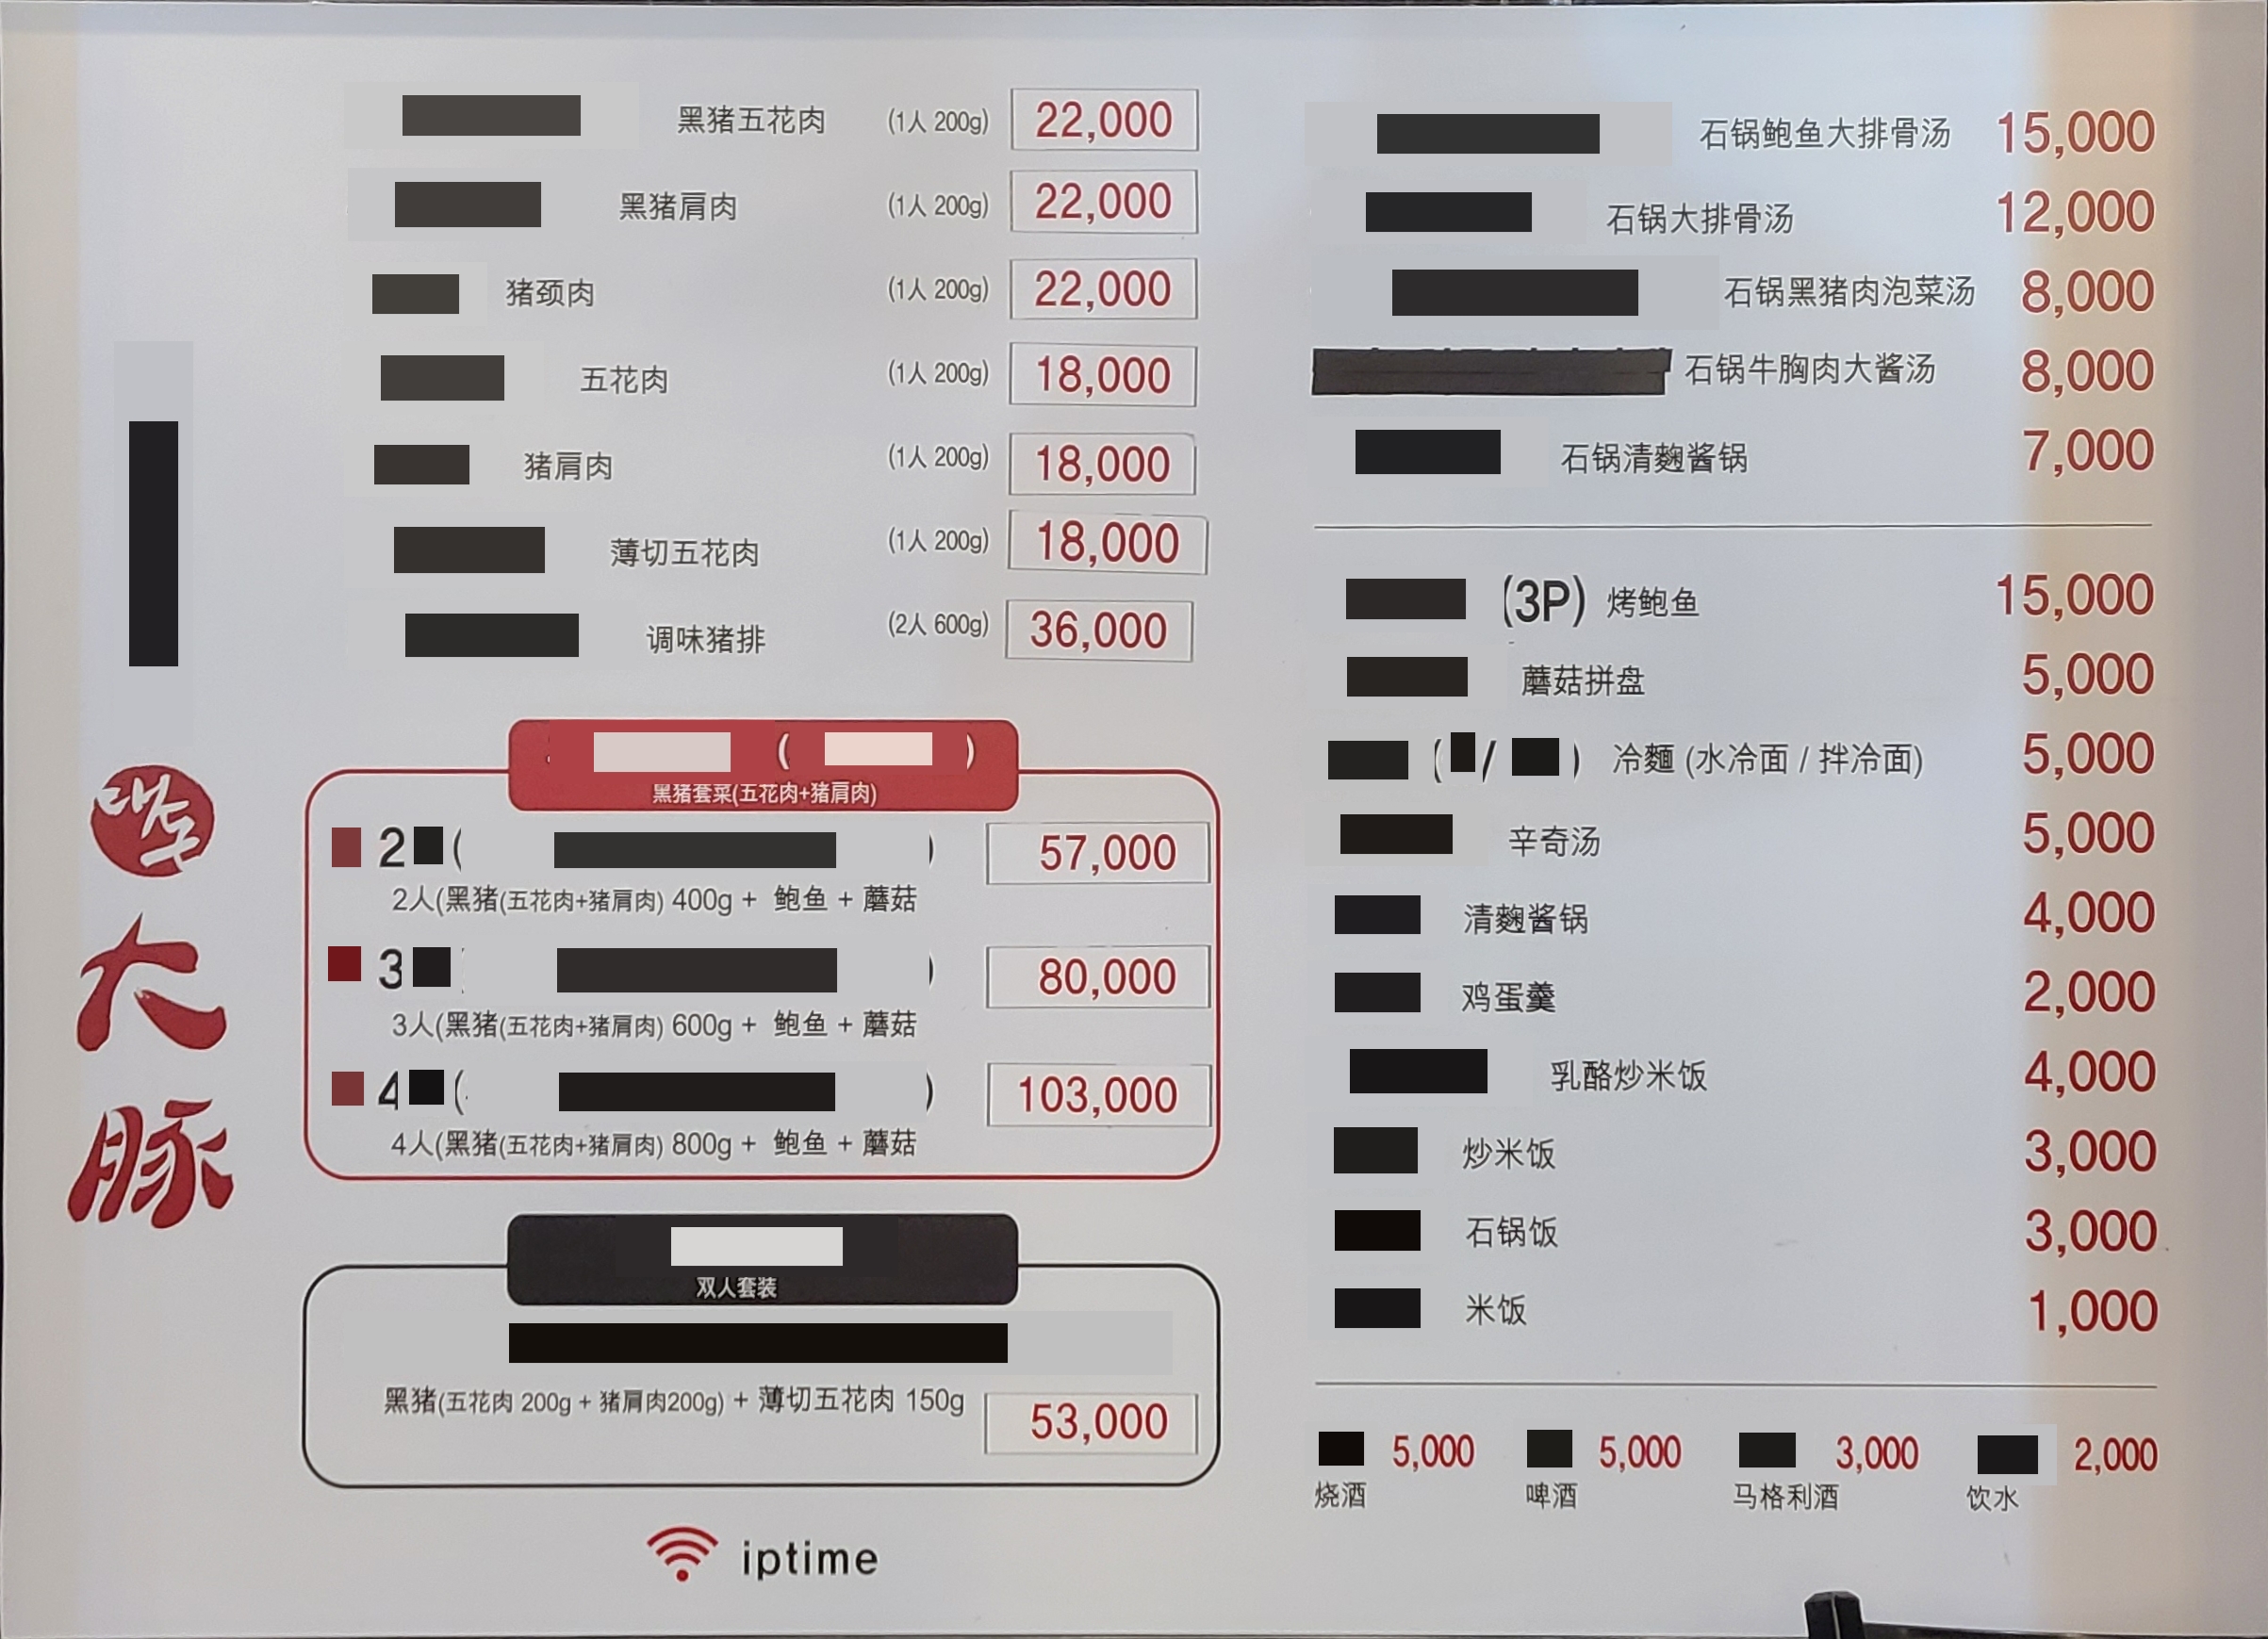 黑猪五花肉 (1人 200g) 22,000
黑猪肩肉 (1人 200g) 22,000
猪颈肉 (1人 200g) 22,000
五花肉 (1人 200g) 18,000
猪肩肉 (1人 200g) 18,000
薄切五花肉 (1人 200g) 18,000
调味猪排 (2人 600g) 36,000
( )
黑猪套菜(五花肉+猪肩肉)
2 ( ) 57,000
2人(黑猪(五花肉+猪肩肉) 400g + 鲍鱼 + 蘑菇
3 ) 80,000
3人(黑猪(五花肉+猪肩肉) 600g + 鲍鱼 + 蘑菇
4 ( ) 103,000
4人(黑猪(五花肉+猪肩肉) 800g + 鲍鱼 + 蘑菇
双人套装
黑猪(五花肉 200g + 猪肩肉200g) + 薄切五花肉 150g 53,000
iptime
大
豚
石锅鲍鱼大排骨汤 15,000
石锅大排骨汤 12,000
石锅黑猪肉泡菜汤 8,000
石锅牛胸肉大酱汤 8,000
石锅清麴酱锅 7,000
(3P) 烤鲍鱼 15,000
蘑菇拼盘 5,000
( / ) 冷麵 (水冷面 / 拌冷面) 5,000
辛奇汤 5,000
清麴酱锅 4,000
鸡蛋羹 2,000
乳酪炒米饭 4,000
炒米饭 3,000
石锅饭 3,000
米饭 1,000
5,000 5,000 3,000 2,000
烧酒 啤酒 马格利酒 饮水